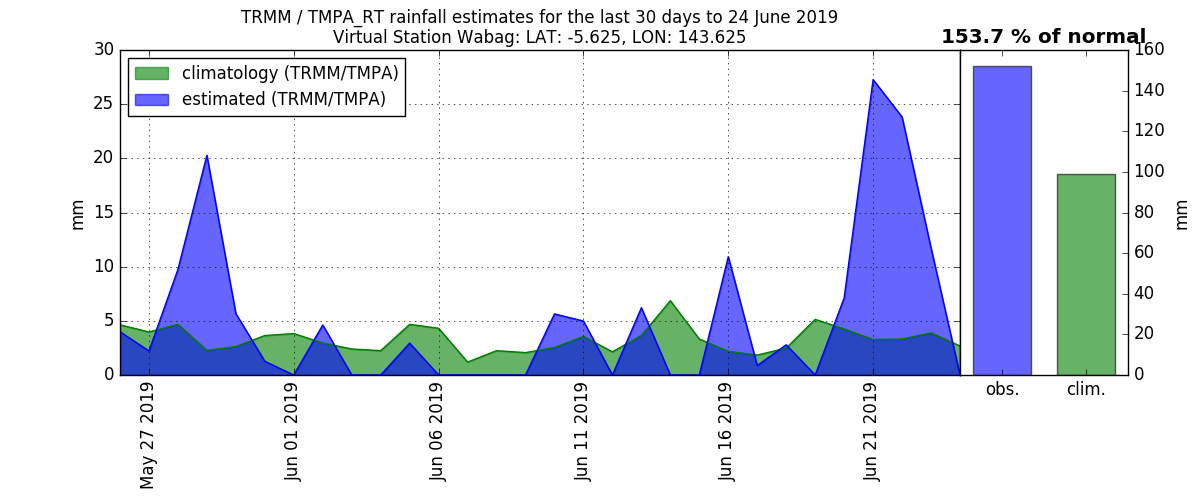 TRMM / TMPA_RT rainfall estimates for the last 30 days to 24 June 2019
Virtual Station Wabag: LAT: -5.625, LON: 143.625
153.7 % of normal
climatology (TRMM/TMPA)
estimated (TRMM/TMPA)
30
25
20
15
10
5
0
mm
May 27 2019
Jun 01 2019
Jun 06 2019
Jun 11 2019
Jun 16 2019
Jun 21 2019
obs.
clim.
160
140
120
100
80
60
40
20
0
mm